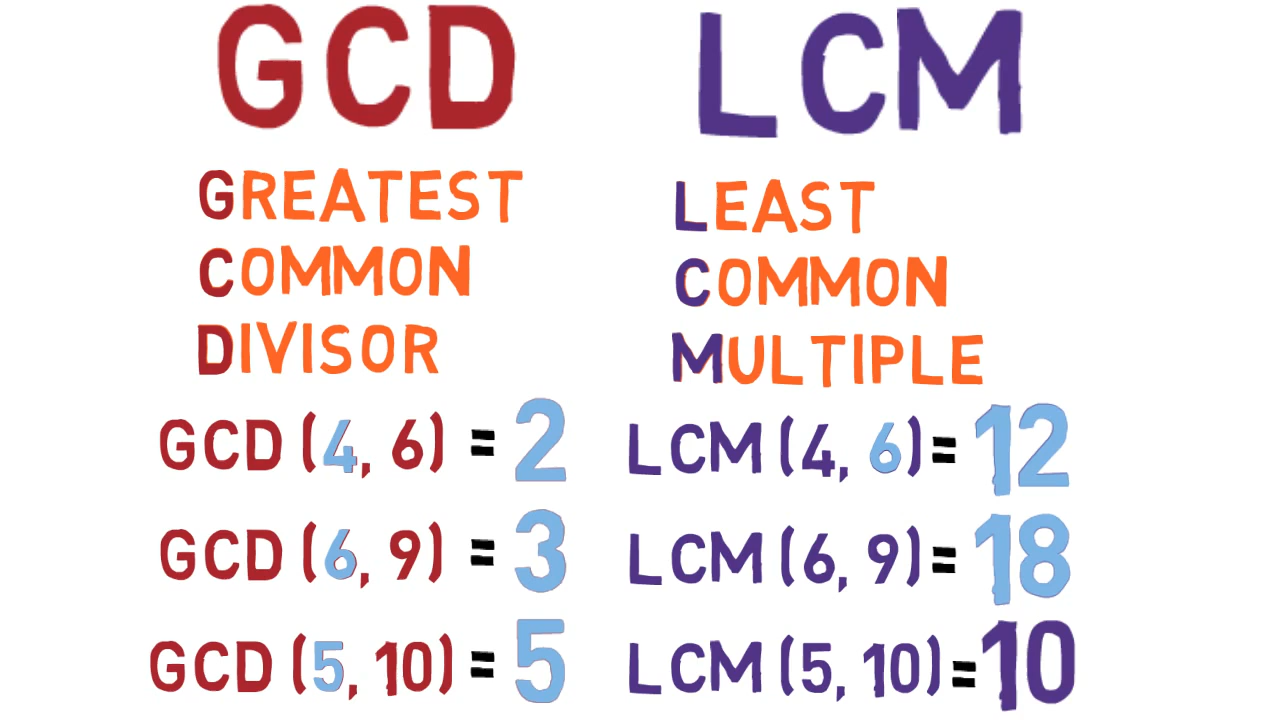 GCD
GREATEST
COMMON
DIVISOR
GCD (4, 6) = 2
GCD (6, 9) = 3
GCD (5, 10) = 5
LCM
LEAST
COMMON
MULTIPLE
LCM (4, 6) = 12
LCM (6, 9) = 18
LCM (5, 10) = 10